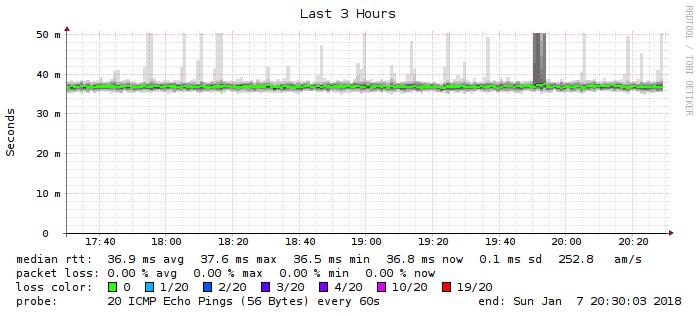 Last 3 Hours
RRDTOOL / TOBI OETIKER
Seconds
50 m
40 m
30 m
20 m
10 m
0
17:40 18:00 18:20 18:40 19:00 19:20 19:40 20:00 20:20
median rtt: 36.9 ms avg 37.6 ms max 36.5 ms min 36.8 ms now 0.1 ms sd 252.8 am/s
packet loss: 0.00 % avg 0.00 % max 0.00 % min 0.00 % now
loss color: 0 1/20 2/20 3/20 4/20 10/20 19/20
probe: 20 ICMP Echo Pings (56 Bytes) every 60s end: Sun Jan 7 20:30:03 2018